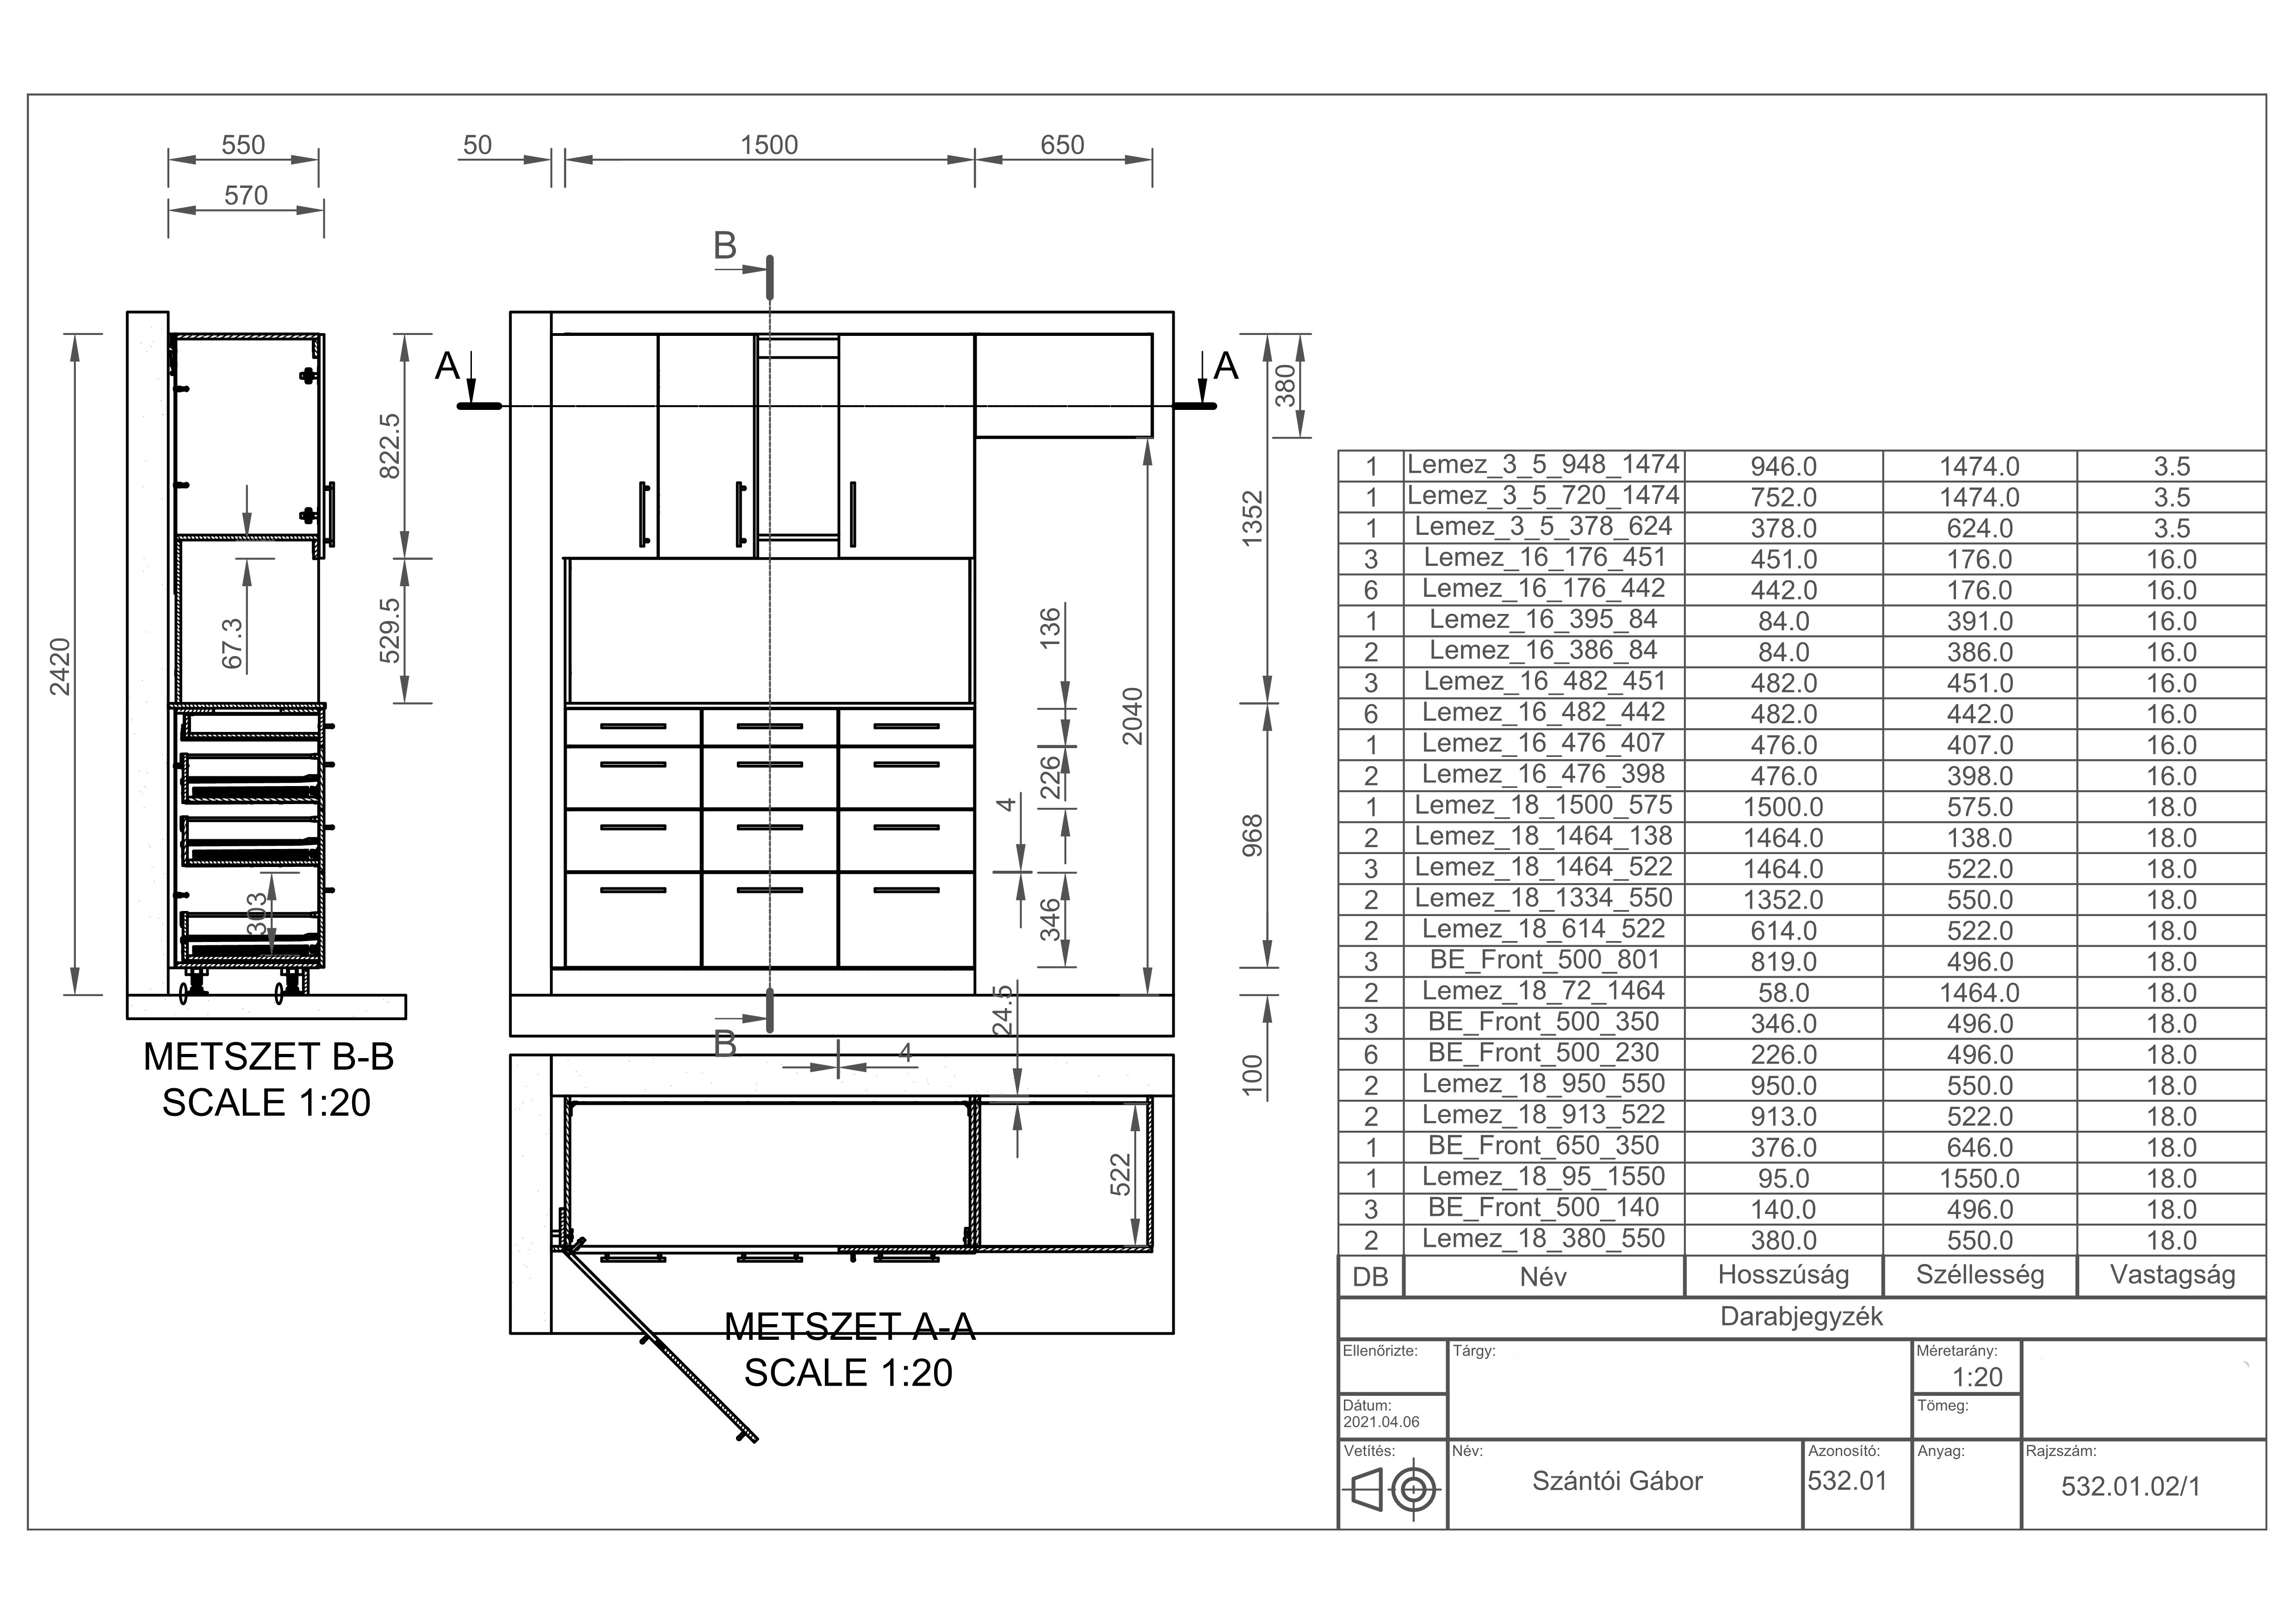 550
570
50
1500
650
B
A
A
2420
822.5
529.5
67.3
303
1352
380
136
226
4
346
2040
968
24.5
100
B
4
522
METSZET B-B
SCALE 1:20
METSZET A-A
SCALE 1:20
1 Lemez_3_5_948_1474 946.0 1474.0 3.5
1 Lemez_3_5_720_1474 752.0 1474.0 3.5
1 Lemez_3_5_378_624 378.0 624.0 3.5
3 Lemez_16_176_451 451.0 176.0 16.0
6 Lemez_16_176_442 442.0 176.0 16.0
1 Lemez_16_395_84 84.0 391.0 16.0
2 Lemez_16_386_84 84.0 386.0 16.0
3 Lemez_16_482_451 482.0 451.0 16.0
6 Lemez_16_482_442 482.0 442.0 16.0
1 Lemez_16_476_407 476.0 407.0 16.0
2 Lemez_16_476_398 476.0 398.0 16.0
1 Lemez_18_1500_575 1500.0 575.0 18.0
2 Lemez_18_1464_138 1464.0 138.0 18.0
3 Lemez_18_1464_522 1464.0 522.0 18.0
2 Lemez_18_1334_550 1352.0 550.0 18.0
2 Lemez_18_614_522 614.0 522.0 18.0
3 BE_Front_500_801 819.0 496.0 18.0
2 Lemez_18_72_1464 58.0 1464.0 18.0
3 BE_Front_500_350 346.0 496.0 18.0
6 BE_Front_500_230 226.0 496.0 18.0
2 Lemez_18_950_550 950.0 550.0 18.0
2 Lemez_18_913_522 913.0 522.0 18.0
1 BE_Front_650_350 376.0 646.0 18.0
1 Lemez_18_95_1550 95.0 1550.0 18.0
3 BE_Front_500_140 140.0 496.0 18.0
2 Lemez_18_380_550 380.0 550.0 18.0
DB Név Hosszúság Széllesség Vastagság
Darabjegyzék
Ellenőrizte: Tárgy: Méretarány:
1:20
Dátum: Tömeg:
2021.04.06
Vetítés: Név: Azonosító: Anyag: Rajzszám:
Szántói Gábor 532.01 532.01.02/1